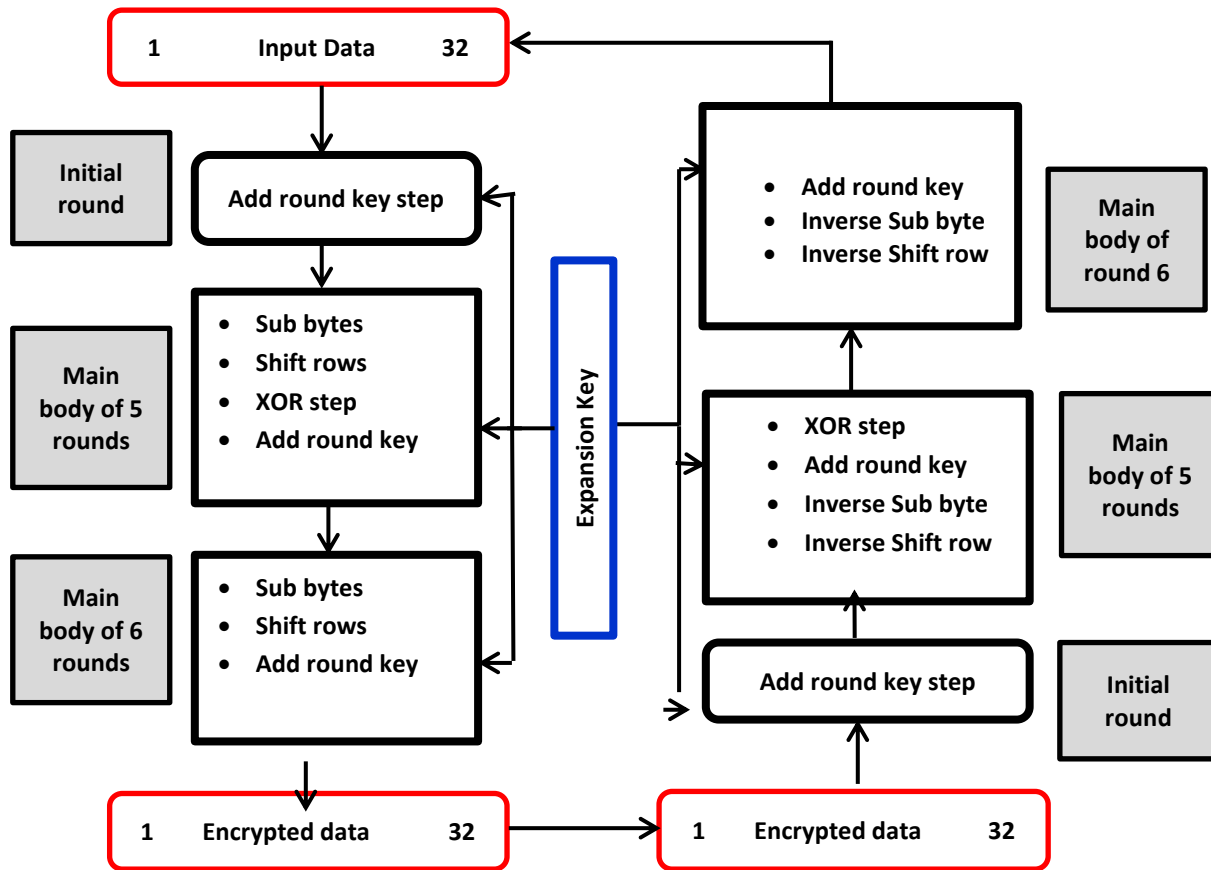 1 Input Data 32
Initial
round
Add round key step
Main
body of 5
rounds
• Sub bytes
• Shift rows
• XOR step
• Add round key
Main
body of 6
rounds
• Sub bytes
• Shift rows
• Add round key
1 Encrypted data 32
Expansion Key
• Add round key
• Inverse Sub byte
• Inverse Shift row
Main
body of
round 6
• XOR step
• Add round key
• Inverse Sub byte
• Inverse Shift row
Main
body of 5
rounds
Add round key step
Initial
round
1 Encrypted data 32